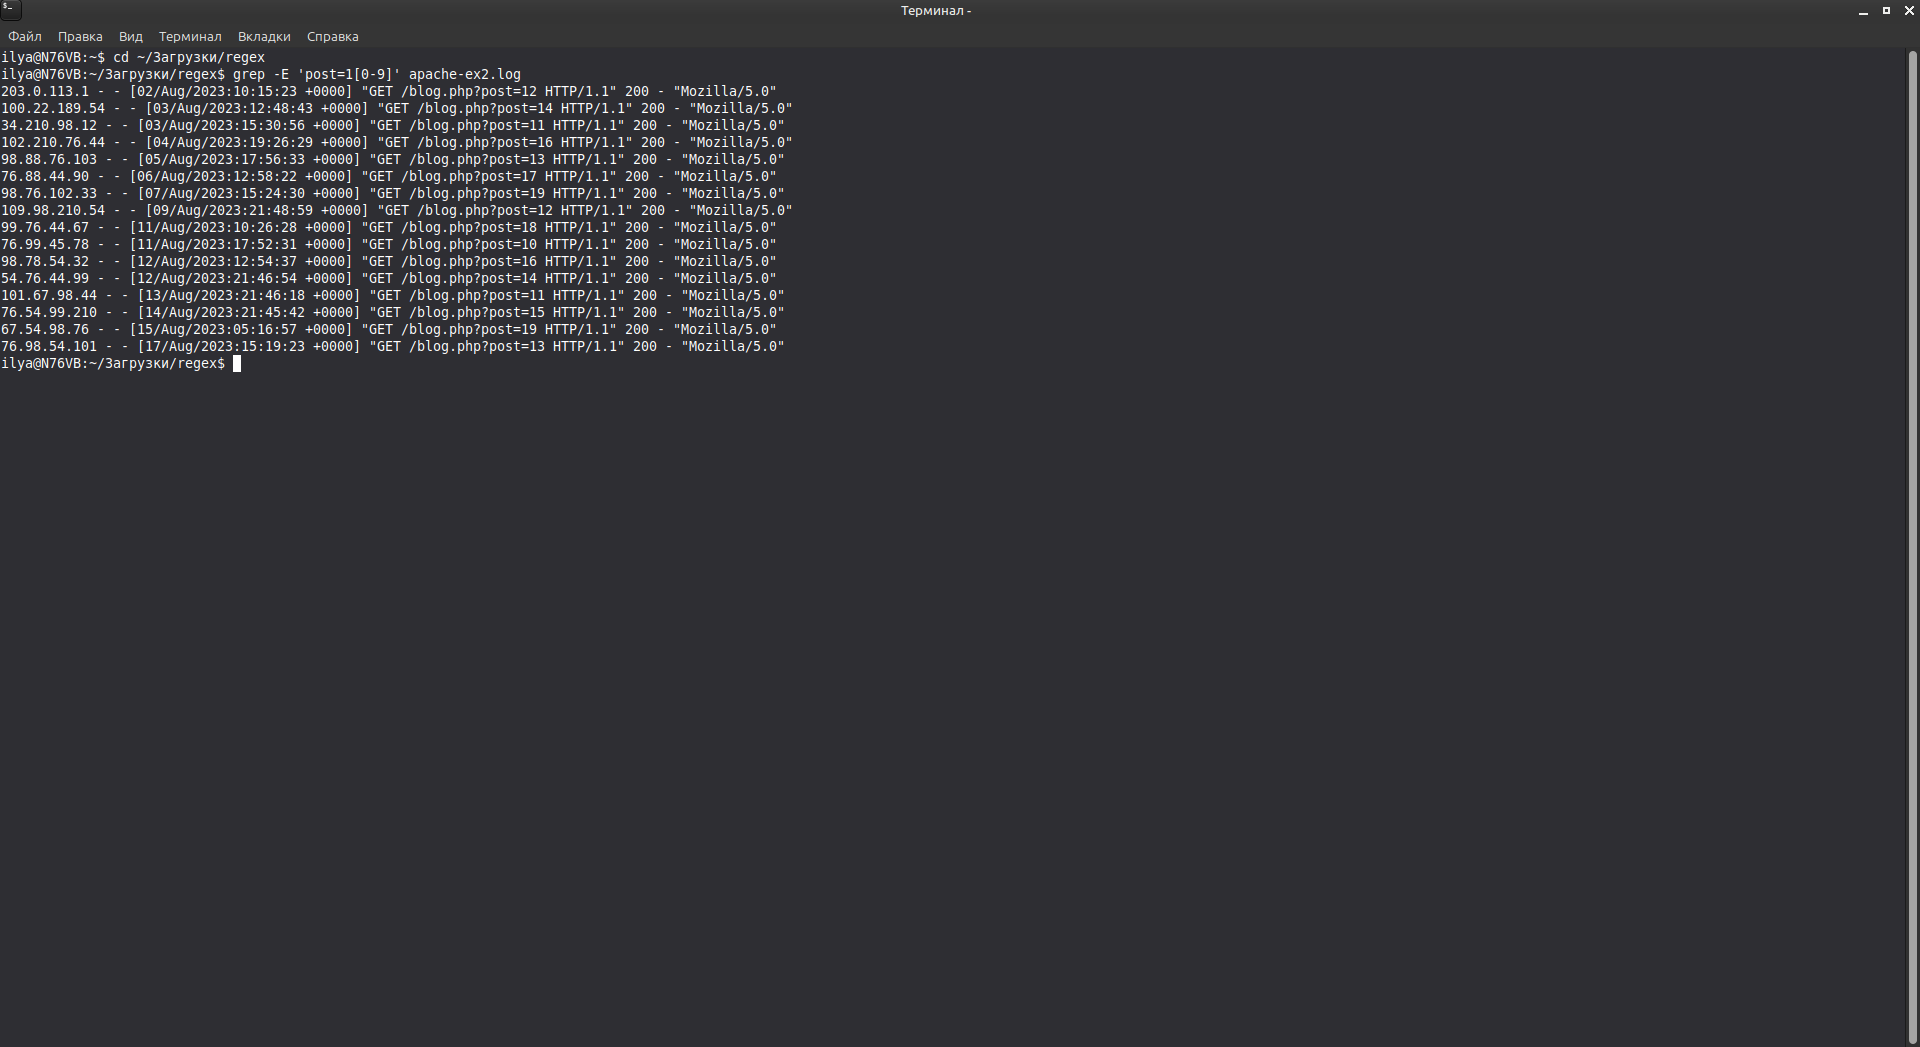 Терминал -
Файл Правка Вид Терминал Вкладки Справка
ilya@N76VB:~$ cd ~/Загрузки/regex
ilya@N76VB:~/Загрузки/regex$ grep -E 'post=1[0-9]' apache-ex2.log
203.0.113.1 - - [02/Aug/2023:10:15:23 +0000] "GET /blog.php?post=12 HTTP/1.1" 200 - "Mozilla/5.0"
100.22.189.54 - - [03/Aug/2023:12:48:43 +0000] "GET /blog.php?post=14 HTTP/1.1" 200 - "Mozilla/5.0"
34.210.98.12 - - [03/Aug/2023:15:30:56 +0000] "GET /blog.php?post=11 HTTP/1.1" 200 - "Mozilla/5.0"
102.210.76.44 - - [04/Aug/2023:19:26:29 +0000] "GET /blog.php?post=16 HTTP/1.1" 200 - "Mozilla/5.0"
98.88.76.103 - - [05/Aug/2023:17:56:33 +0000] "GET /blog.php?post=13 HTTP/1.1" 200 - "Mozilla/5.0"
76.88.44.90 - - [06/Aug/2023:12:58:22 +0000] "GET /blog.php?post=17 HTTP/1.1" 200 - "Mozilla/5.0"
98.76.102.33 - - [07/Aug/2023:15:24:30 +0000] "GET /blog.php?post=19 HTTP/1.1" 200 - "Mozilla/5.0"
109.98.210.54 - - [09/Aug/2023:21:48:59 +0000] "GET /blog.php?post=12 HTTP/1.1" 200 - "Mozilla/5.0"
99.76.44.67 - - [11/Aug/2023:10:26:28 +0000] "GET /blog.php?post=18 HTTP/1.1" 200 - "Mozilla/5.0"
76.99.45.78 - - [11/Aug/2023:17:52:31 +0000] "GET /blog.php?post=10 HTTP/1.1" 200 - "Mozilla/5.0"
98.78.54.32 - - [12/Aug/2023:12:54:37 +0000] "GET /blog.php?post=16 HTTP/1.1" 200 - "Mozilla/5.0"
54.76.44.99 - - [12/Aug/2023:21:46:54 +0000] "GET /blog.php?post=14 HTTP/1.1" 200 - "Mozilla/5.0"
101.67.98.44 - - [13/Aug/2023:21:46:18 +0000] "GET /blog.php?post=11 HTTP/1.1" 200 - "Mozilla/5.0"
76.54.99.210 - - [14/Aug/2023:21:45:42 +0000] "GET /blog.php?post=15 HTTP/1.1" 200 - "Mozilla/5.0"
67.54.98.76 - - [15/Aug/2023:05:16:57 +0000] "GET /blog.php?post=19 HTTP/1.1" 200 - "Mozilla/5.0"
76.98.54.101 - - [17/Aug/2023:15:19:23 +0000] "GET /blog.php?post=13 HTTP/1.1" 200 - "Mozilla/5.0"
ilya@N76VB:~/Загрузки/regex$